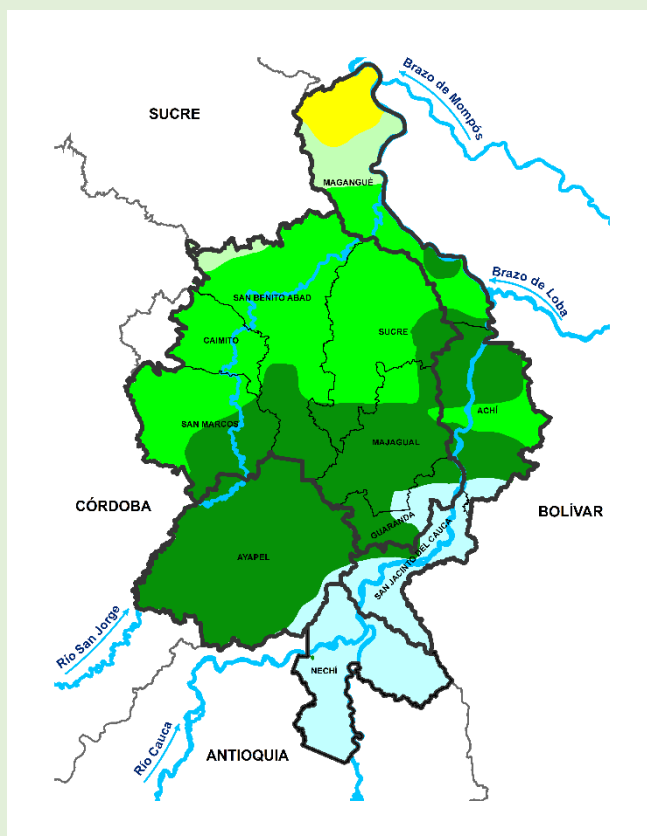 Brazo de Mompós
SUCRE
MAGANGUÉ
Brazo de Loba
SAN BENITO ABAD
SUCRE
CAIMITO
ACHÍ
SAN MARCOS
MAJAGUAL
CÓRDOBA
BOLÍVAR
GUARANDA
AYAPEL
SAN JACINTO DEL CAUCA
Río San Jorge
NECHÍ
Río Cauca
ANTIOQUIA